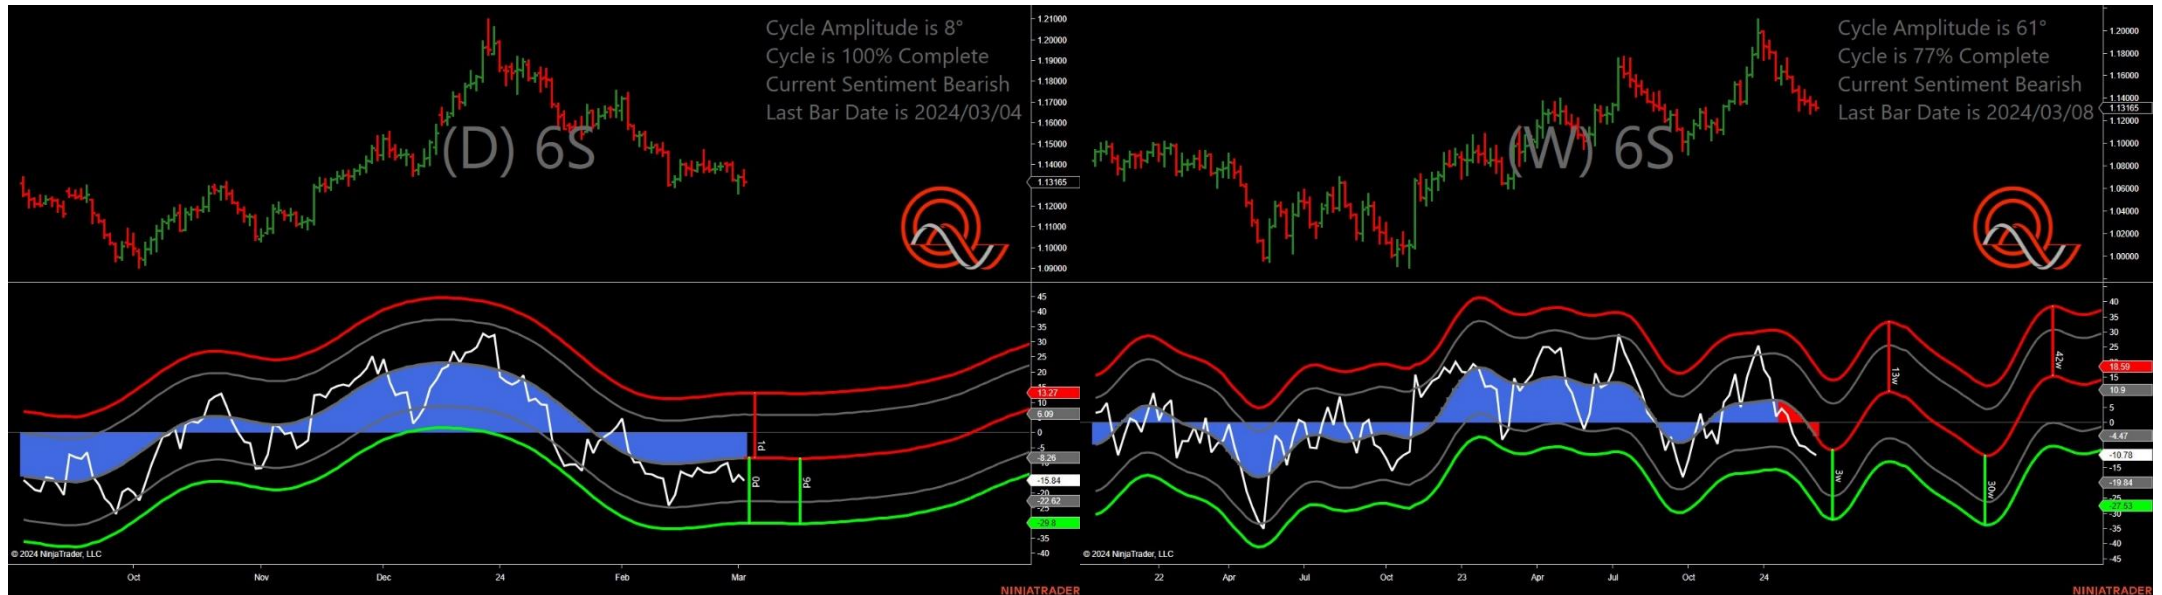 Cycle Amplitude is 8°
Cycle is 100% Complete
Current Sentiment Bearish
Last Bar Date is 2024/03/04
(D) 6S
1.21000
1.20000
1.19000
1.18000
1.17000
1.16000
1.15000
1.14000
1.13165
1.12000
1.11000
1.10000
1.09000
45
40
35
30
25
20
15
13.27
10
6.09
0
-5
-8.26
-15.84
-20
-22.62
-25
-29.8
-35
-40
1d
0d
9d
© 2024 NinjaTrader, LLC
Oct
Nov
Dec
24
Feb
Mar
NINJATRADER
Cycle Amplitude is 61°
Cycle is 77% Complete
Current Sentiment Bearish
Last Bar Date is 2024/03/08
(W) 6S
1.20000
1.18000
1.16000
1.14000
1.13165
1.12000
1.10000
1.08000
1.06000
1.04000
1.02000
1.00000
40
35
30
25
18.59
15
10.9
5
0
-4.47
-10.78
-15
-19.84
-25
-27.53
-30
-35
-40
-45
3w
13w
30w
42w
© 2024 NinjaTrader, LLC
22
Apr
Jul
Oct
23
Apr
Jul
Oct
24
NINJATRADER